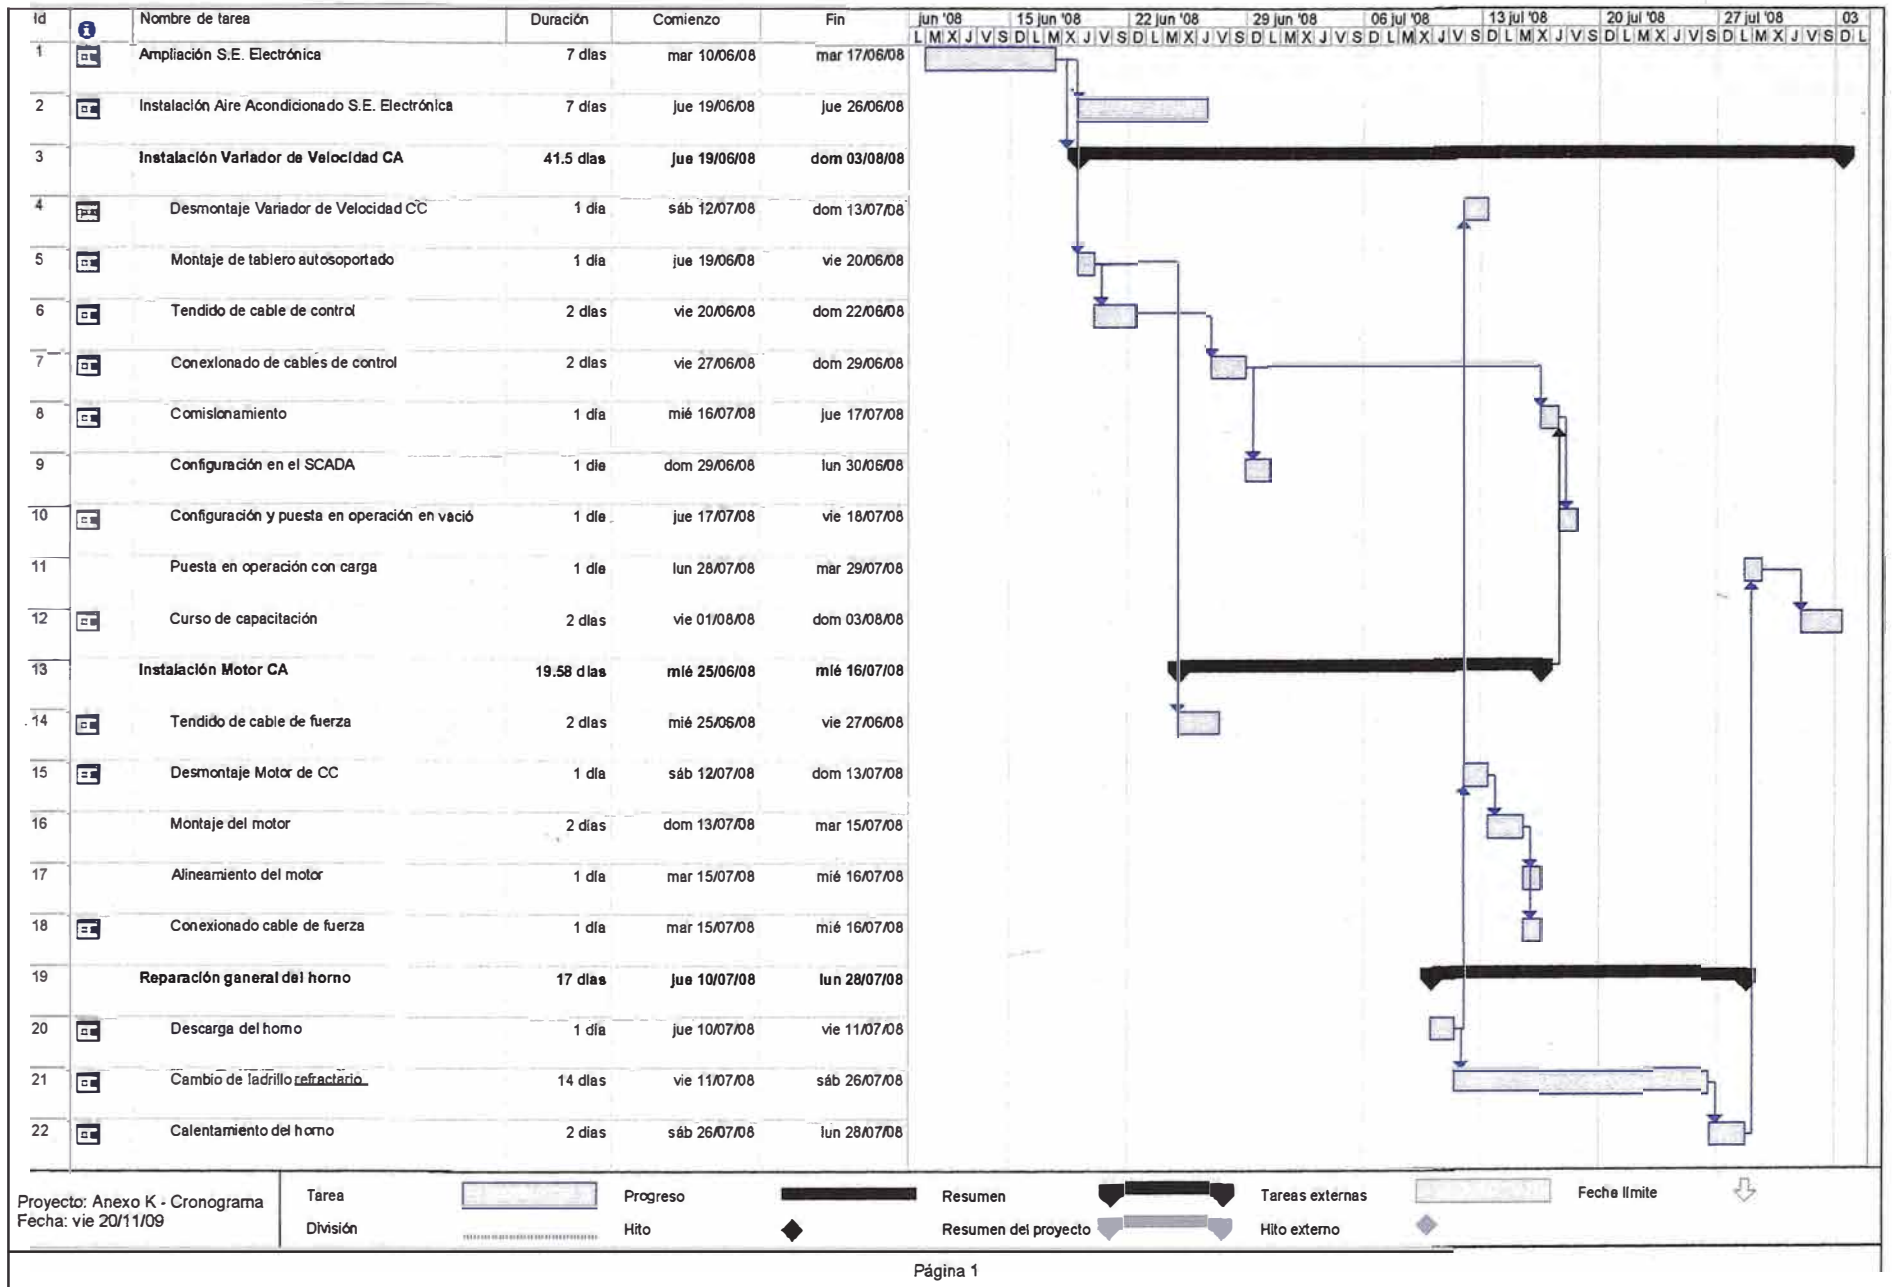 Id Nombre de tarea Duración Comienzo Fin
jun '08 15 jun '08 22 jun '08 29 jun '08 06 jul '08 13 jul '08 20 jul '08 27 jul '08 03
L M X J V S D L M X J V S D L M X J V S D L M X J V S D L M X J V S D L M X J V S D L M X J V S D L M X J V S D L
1 Ampliación S.E. Electrónica 7 días mar 10/06/08 mar 17/06/08
2 Instalación Aire Acondicionado S.E. Electrónica 7 días jue 19/06/08 jue 26/06/08
3 Instalación Variador de Velocidad CA 41.5 días jue 19/06/08 dom 03/08/08
4 Desmontaje Variador de Velocidad CC 1 día sáb 12/07/08 dom 13/07/08
5 Montaje de tablero autosoportado 1 día jue 19/06/08 vie 20/06/08
6 Tendido de cable de control 2 días vie 20/06/08 dom 22/06/08
7 Conexionado de cables de control 2 días vie 27/06/08 dom 29/06/08
8 Comisionamiento 1 día mié 16/07/08 jue 17/07/08
9 Configuración en el SCADA 1 día dom 29/06/08 lun 30/06/08
10 Configuración y puesta en operación en vació 1 día jue 17/07/08 vie 18/07/08
11 Puesta en operación con carga 1 día lun 28/07/08 mar 29/07/08
12 Curso de capacitación 2 días vie 01/08/08 dom 03/08/08
13 Instalación Motor CA 19.58 días mié 25/06/08 mié 16/07/08
14 Tendido de cable de fuerza 2 días mié 25/06/08 vie 27/06/08
15 Desmontaje Motor de CC 1 día sáb 12/07/08 dom 13/07/08
16 Montaje del motor 2 días dom 13/07/08 mar 15/07/08
17 Alineamiento del motor 1 día mar 15/07/08 mié 16/07/08
18 Conexionado cable de fuerza 1 día mar 15/07/08 mié 16/07/08
19 Reparación ganeral del horno 17 días jue 10/07/08 lun 28/07/08
20 Descarga del horno 1 día jue 10/07/08 vie 11/07/08
21 Cambio de ladrillo refractario 14 días vie 11/07/08 sáb 26/07/08
22 Calentamiento del horno 2 días sáb 26/07/08 lun 28/07/08
Proyecto: Anexo K - Cronograma
Fecha: vie 20/11/09
Tarea Progreso Resumen Tareas externas Fecha límite
División Hito Resumen del proyecto Hito externo
Página 1